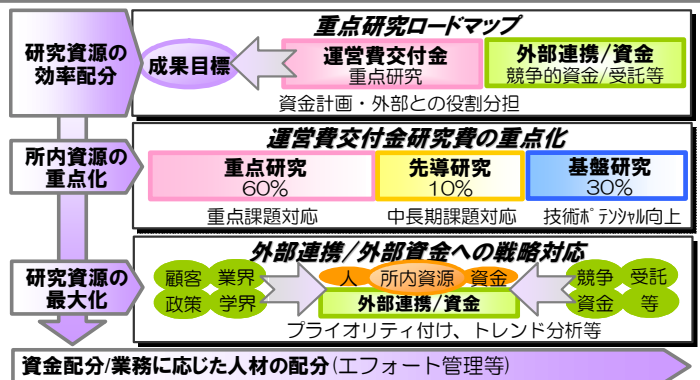 重点研究ロードマップ
研究資源の
効率配分
成果目標
運営費交付金
重点研究
外部連携/資金
競争的資金/受託等
資金計画・外部との役割分担
運営費交付金研究費の重点化
所内資源の
重点化
重点研究
60%
先導研究
10%
基盤研究
30%
重点課題対応
中長期課題対応
技術ﾎﾟﾃﾝｼｬﾙ向上
外部連携/外部資金への戦略対応
研究資源の
最大化
顧客
業界
政策
学界
人
所内資源
資金
外部連携/資金
競争
受託
資金
等
プライオリティ付け、トレンド分析等
資金配分/業務に応じた人材の配分(エフォート管理等)